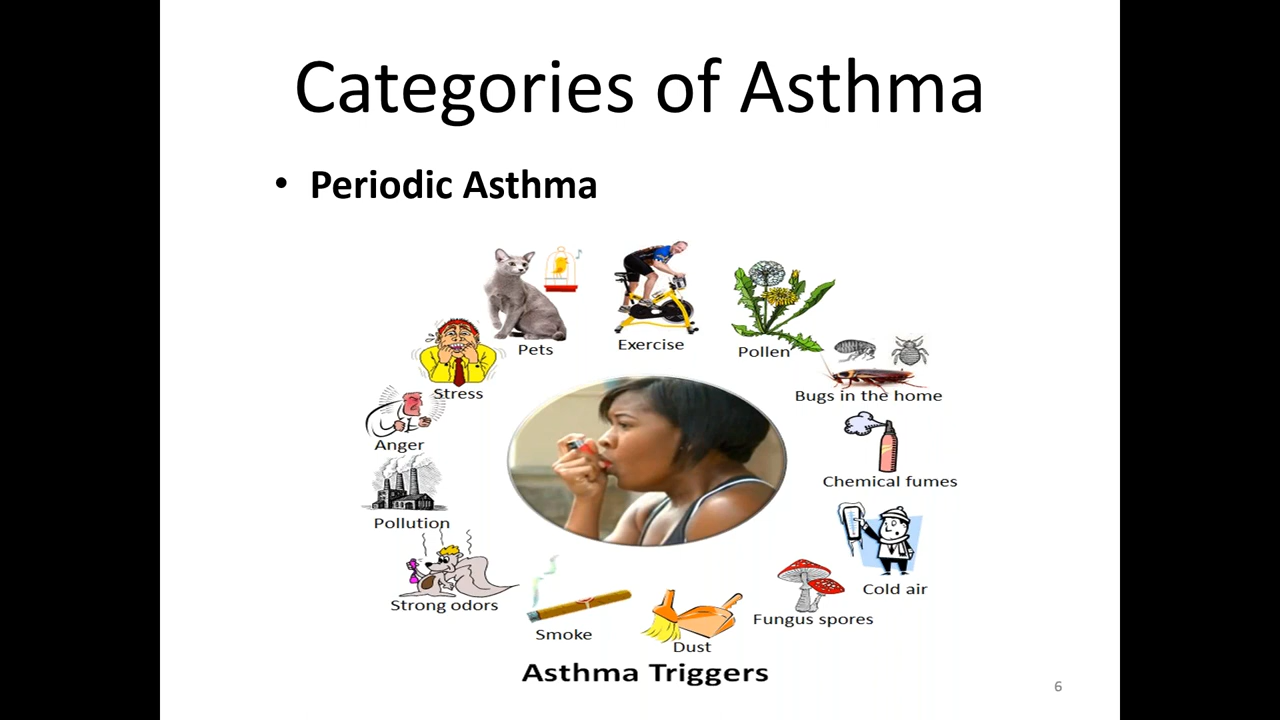 Categories of Asthma
• Periodic Asthma
Pets
Exercise
Pollen
Stress
Bugs in the home
Anger
Chemical fumes
Pollution
Cold air
Strong odors
Fungus spores
Smoke
Dust
Asthma Triggers
6